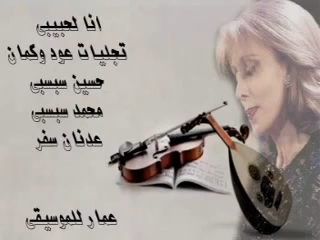 انا لحبيبي
تجليات عود وكمان
حسين سبسبي
محمد سبسبي
عدنان سفر
عمار للموسيقى